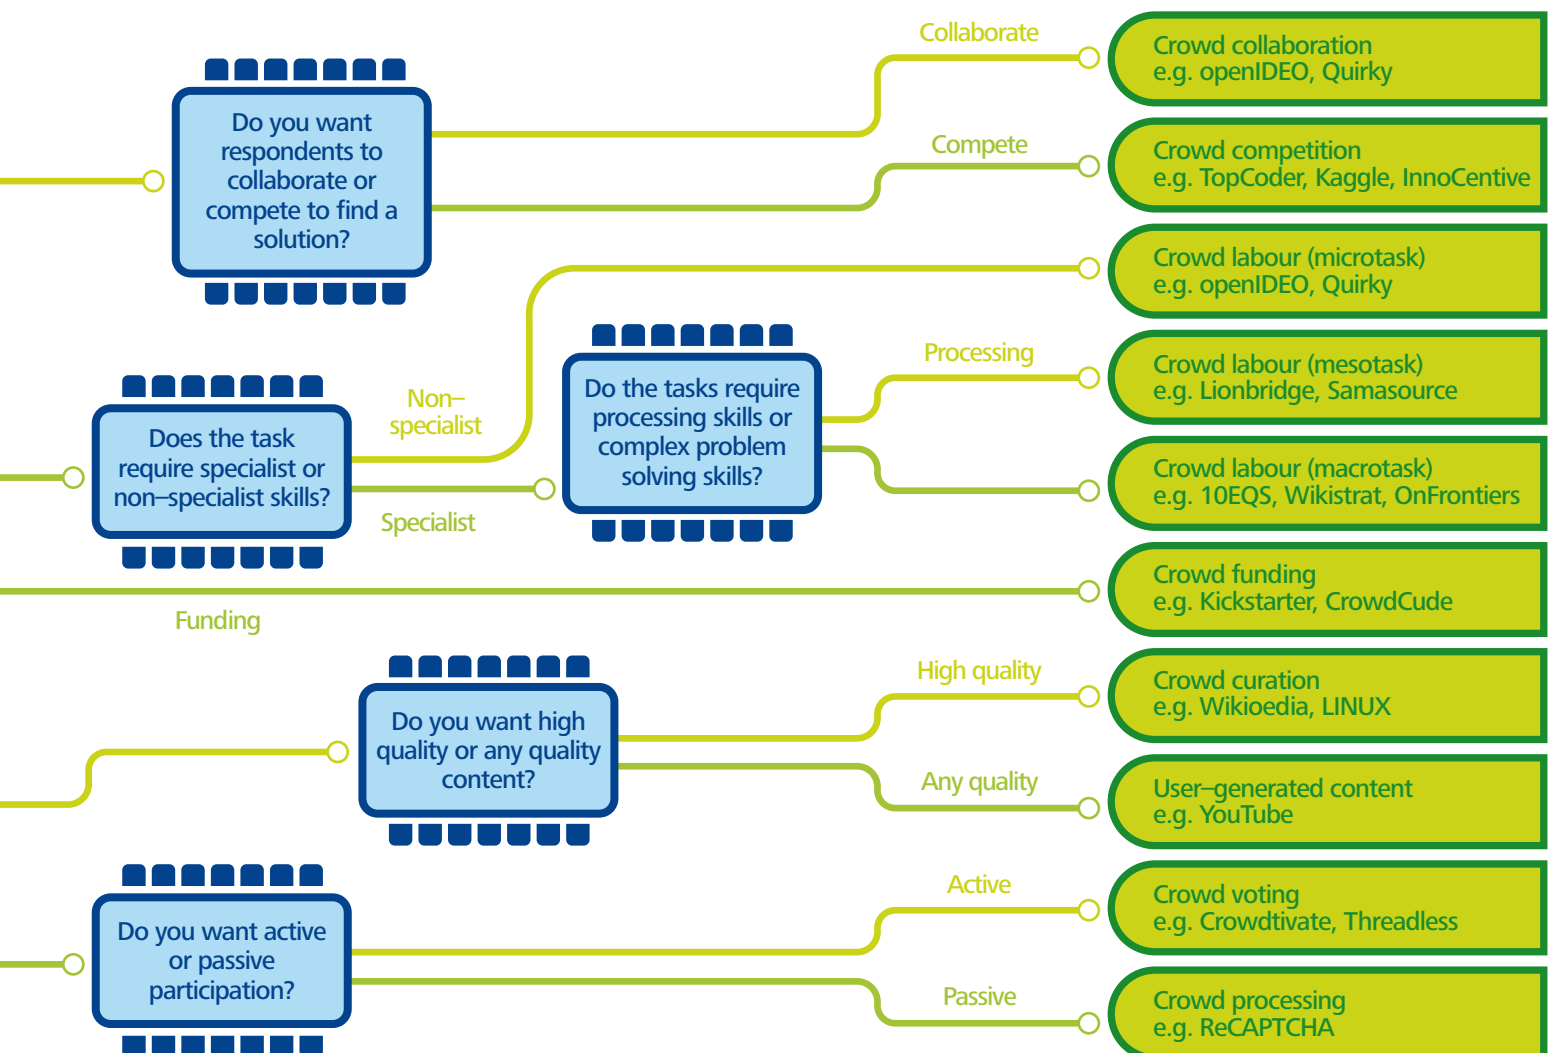 Collaborate
Crowd collaboration
e.g. openIDEO, Quirky
Do you want
respondents to
collaborate or
compete to find a
solution?
Compete
Crowd competition
e.g. TopCoder, Kaggle, InnoCentive
Crowd labour (microtask)
e.g. openIDEO, Quirky
Non–
specialist
Does the task
require specialist or
non–specialist skills?
Specialist
Do the tasks require
processing skills or
complex problem
solving skills?
Processing
Crowd labour (mesotask)
e.g. Lionbridge, Samasource
Crowd labour (macrotask)
e.g. 10EQS, Wikistrat, OnFrontiers
Funding
Crowd funding
e.g. Kickstarter, CrowdCude
Do you want high
quality or any quality
content?
High quality
Crowd curation
e.g. Wikioedia, LINUX
Any quality
User–generated content
e.g. YouTube
Do you want active
or passive
participation?
Active
Crowd voting
e.g. Crowdtivate, Threadless
Passive
Crowd processing
e.g. ReCAPTCHA